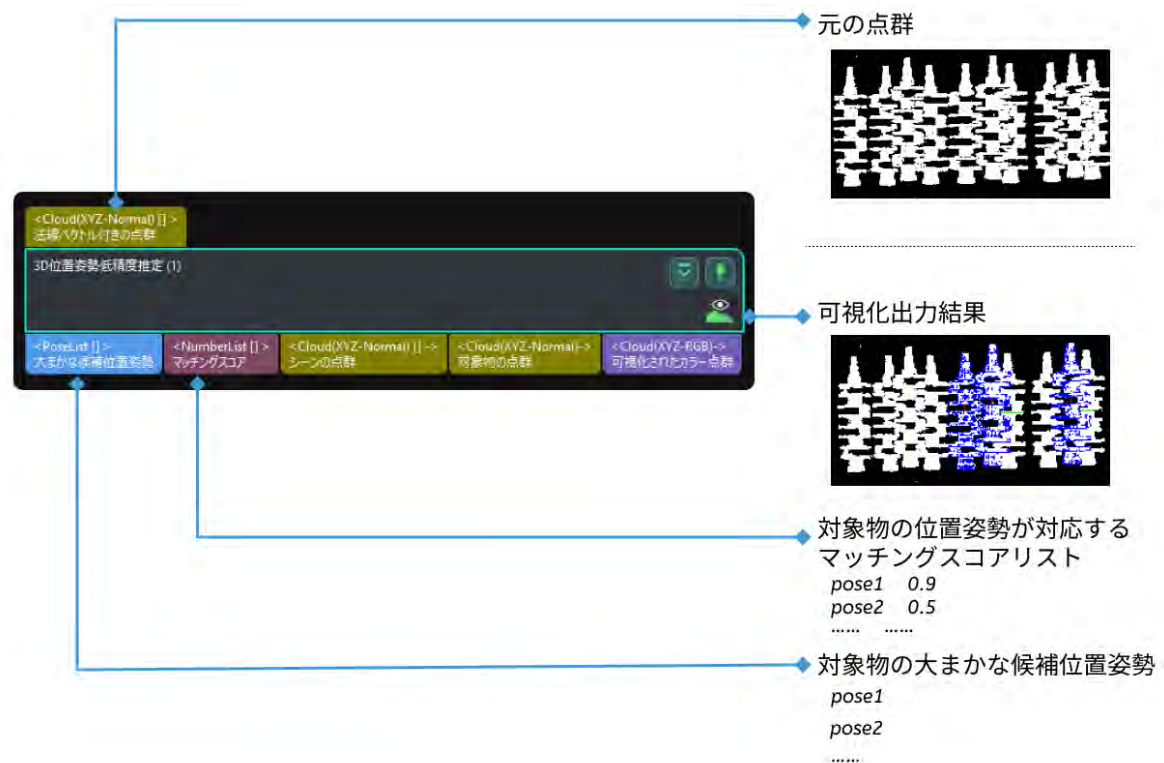 元の点群
<Cloud(XYZ-Normal) [] >
法線ベクトル付きの点群
3D位置姿勢低精度推定 (1)
可視化出力結果
<PoseList [] >
大まかな候補位置姿勢
<NumberList [] >
マッチングスコア
<Cloud(XYZ-Normal) [] ->
シーンの点群
<Cloud(XYZ-Normal)->
対象物の点群
<Cloud(XYZ-RGB)->
可視化されたカラー点群
対象物の位置姿勢が対応する
マッチングスコアリスト
pose1 0.9
pose2 0.5
...... ......
対象物の大まかな候補位置姿勢
pose1
pose2
......